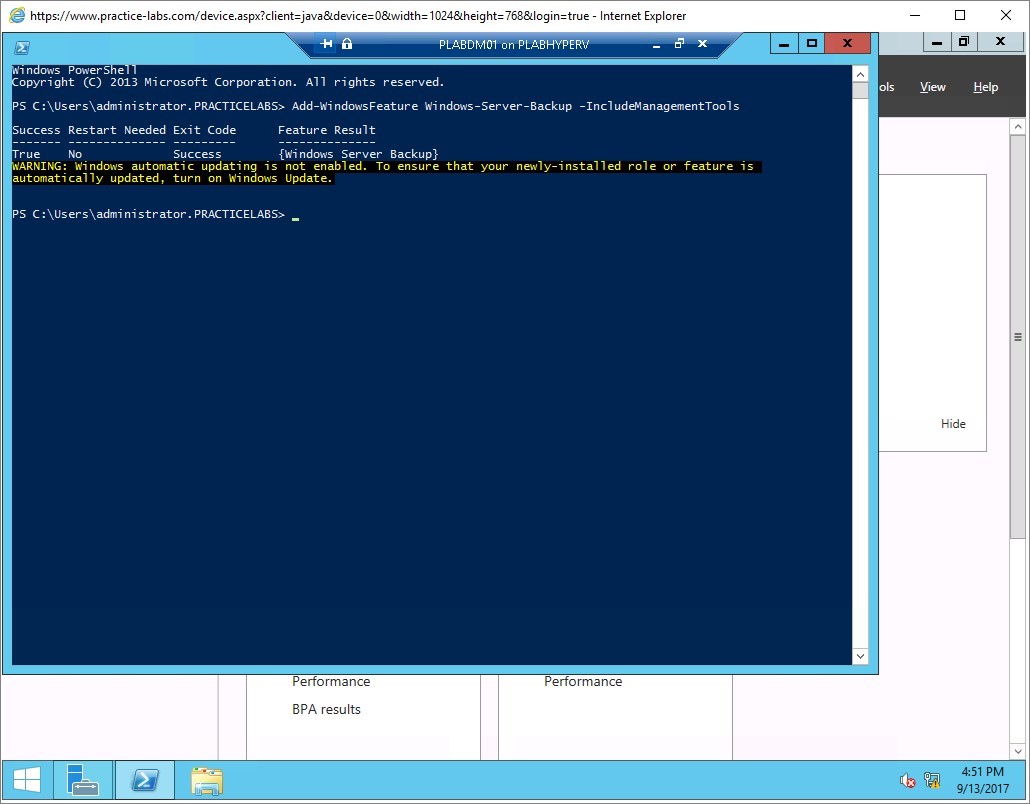 https://www.practice-labs.com/device.aspx?client=java&device=0&width=1024&height=768&login=true - Internet Explorer
PLABDM01 on PLABHYPERV
ols View Help
Windows PowerShell
Copyright (C) 2013 Microsoft Corporation. All rights reserved.
PS C:\Users\administrator.PRACTICELABS> Add-WindowsFeature Windows-Server-Backup -IncludeManagementTools
Success Restart Needed Exit Code      Feature Result
------- -------------- ---------      --------------
True    No             Success        {Windows Server Backup}
WARNING: Windows automatic updating is not enabled. To ensure that your newly-installed role or feature is
automatically updated, turn on Windows Update.
PS C:\Users\administrator.PRACTICELABS> _
Hide
Performance
BPA results
Performance
4:51 PM
9/13/2017